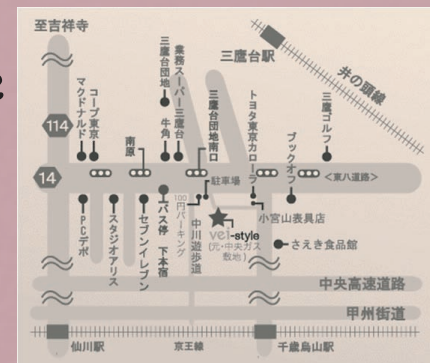 至吉祥寺
三鷹台駅
井の頭線
三鷹台団地
業務スーパー三鷹台
マクドナルド
コープ東京
牛角
三鷹台団地南口
トヨタ東京カローラ
三鷹ゴルフ
ブックオフ
南原
114
14
駐車場
＜東八道路＞
PCデポ
スタジオアリス
セブンイレブン
バス停 下本宿
100円パーキング
中川遊歩道
vel-style
(元・中央ガス
敷地)
小宮山表具店
さえき食品館
中央高速道路
甲州街道
仙川駅
京王線
千歳烏山駅